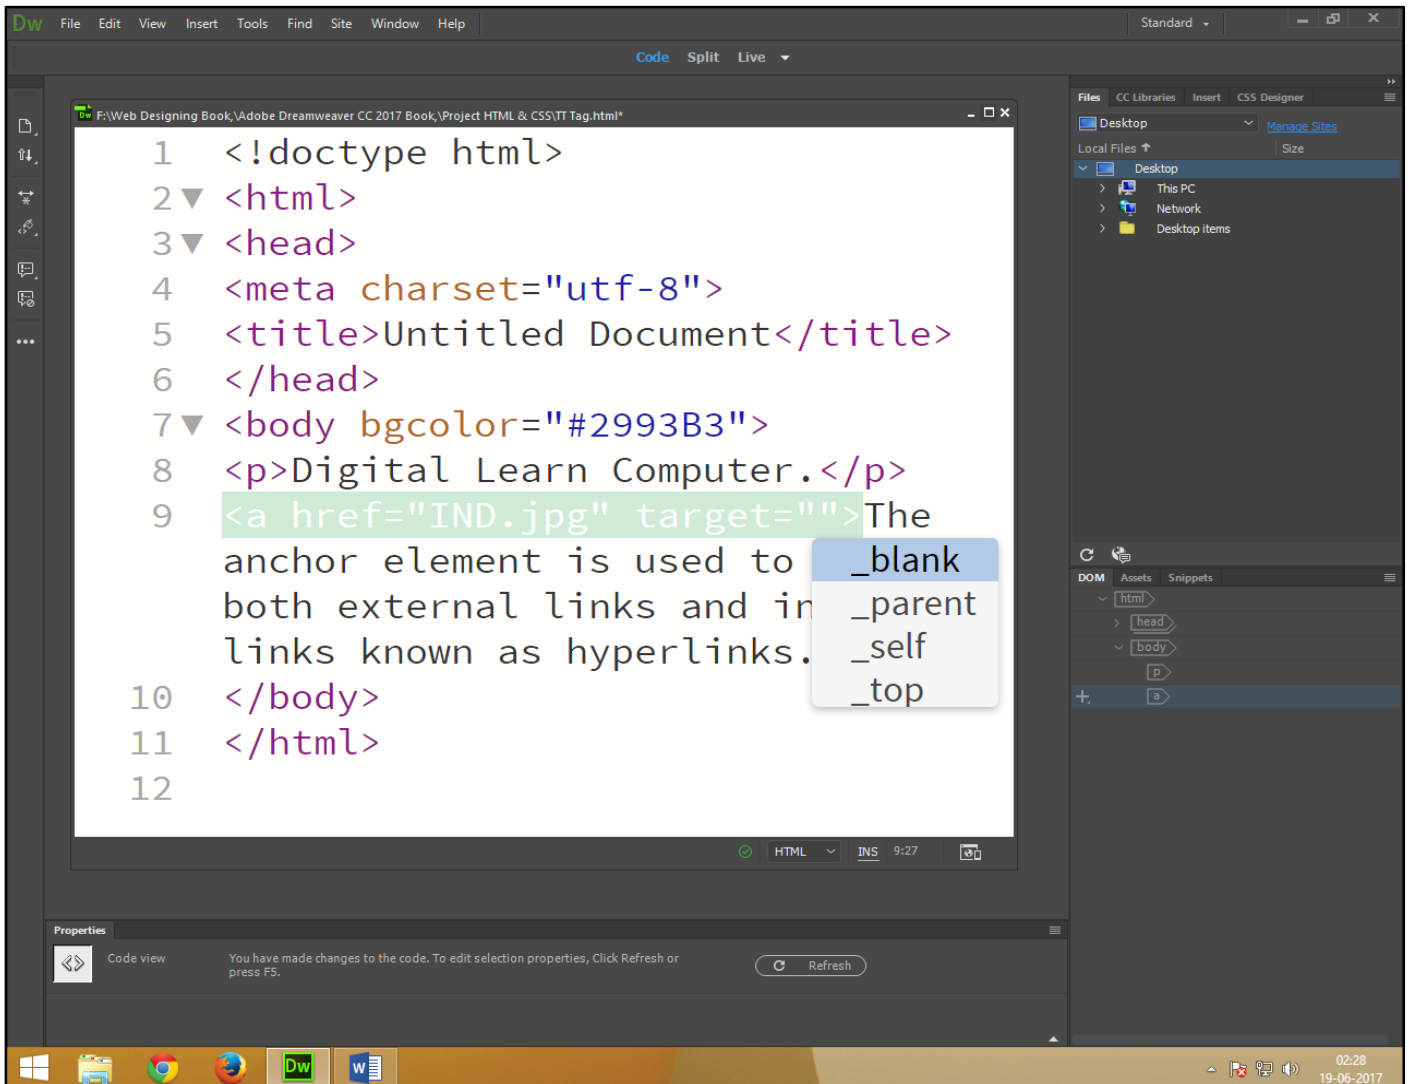 Dw File Edit View Insert Tools Find Site Window Help Standard
Code Split Live
F:\Web Designing Book,\Adobe Dreamweaver CC 2017 Book,\Project HTML & CSS\TT Tag.html*
1 <!doctype html>
2 <html>
3 <head>
4 <meta charset="utf-8">
5 <title>Untitled Document</title>
6 </head>
7 <body bgcolor="#2993B3">
8 <p>Digital Learn Computer.</p>
9 <a href="IND.jpg" target="">The
anchor element is used to
both external links and in
links known as hyperlinks.
10 </body>
11 </html>
12
_blank
_parent
_self
_top
HTML INS 9:27
Files CC Libraries Insert CSS Designer
Desktop Manage Sites
Local Files Size
Desktop
This PC
Network
Desktop items
DOM Assets Snippets
html
head
body
p
a
Properties
Code view You have made changes to the code. To edit selection properties, Click Refresh or
press F5.
Refresh
Dw W
02:28
19-06-2017